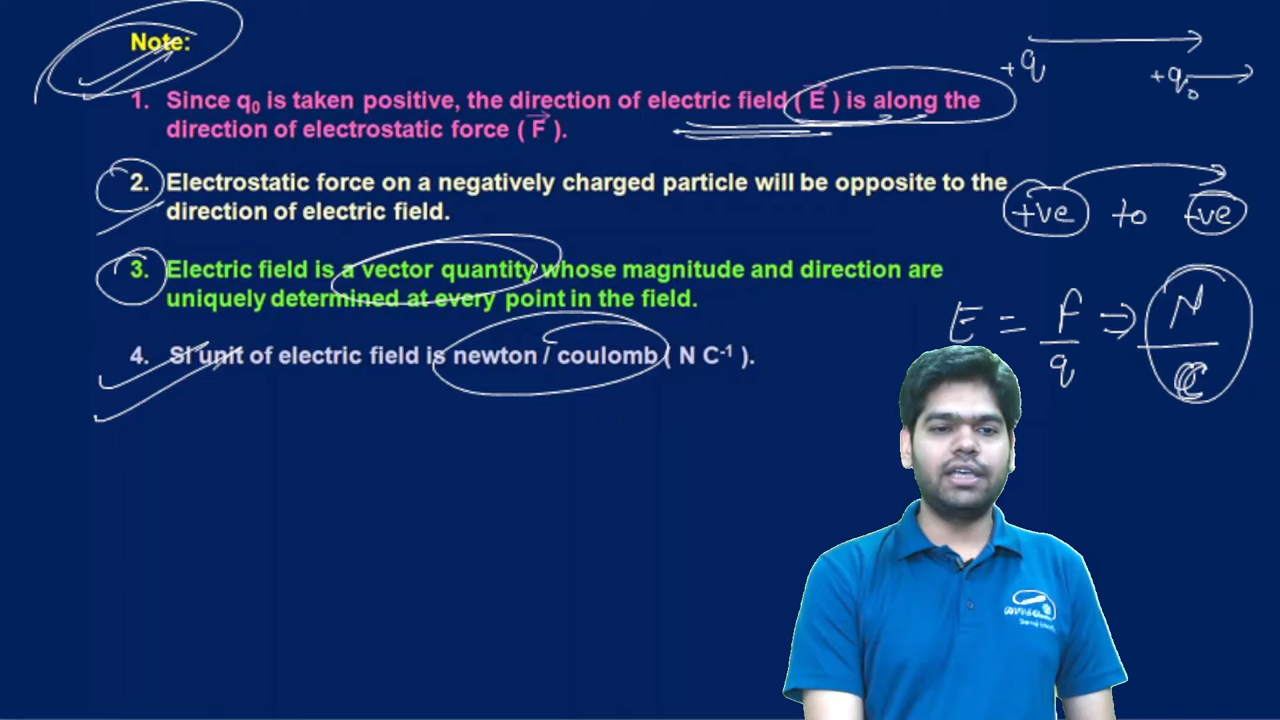 Note:
1. Since q₀ is taken positive, the direction of electric field ( E⃗ ) is along the
direction of electrostatic force ( F⃗ ).
2. Electrostatic force on a negatively charged particle will be opposite to the
direction of electric field.
3. Electric field is a vector quantity whose magnitude and direction are
uniquely determined at every point in the field.
4. SI unit of electric field is newton / coulomb ( N C⁻¹ ).
+q
+q₀
+ve to +ve
E = F/q ⇒ N/C